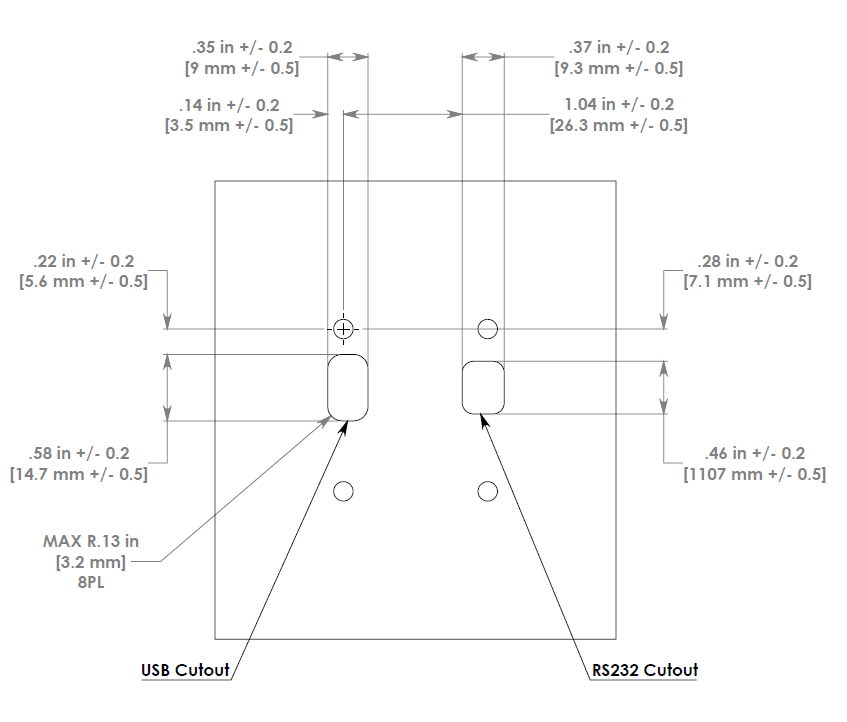 .35 in +/- 0.2
[9 mm +/- 0.5]
.37 in +/- 0.2
[9.3 mm +/- 0.5]
.14 in +/- 0.2
[3.5 mm +/- 0.5]
1.04 in +/- 0.2
[26.3 mm +/- 0.5]
.22 in +/- 0.2
[5.6 mm +/- 0.5]
.28 in +/- 0.2
[7.1 mm +/- 0.5]
.58 in +/- 0.2
[14.7 mm +/- 0.5]
.46 in +/- 0.2
[1107 mm +/- 0.5]
MAX R.13 in
[3.2 mm]
8PL
USB Cutout
RS232 Cutout